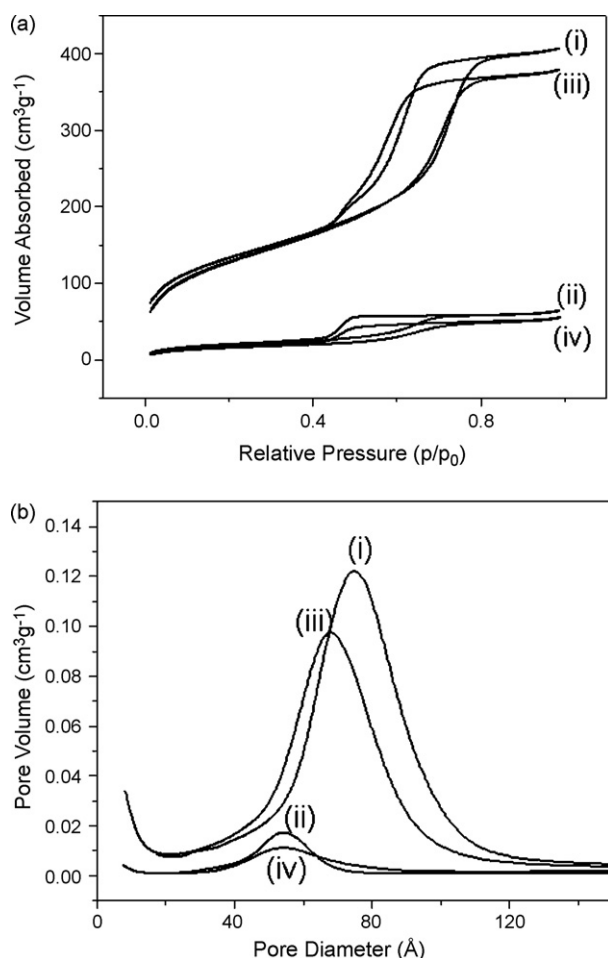 (a)
400
300
200
100
0
Volume Absorbed (cm³g⁻¹)
(i)
(iii)
(ii)
(iv)
0.0 0.4 0.8
Relative Pressure (p/p₀)
(b)
0.14
0.12
0.10
0.08
0.06
0.04
0.02
0.00
Pore Volume (cm³g⁻¹)
(i)
(iii)
(ii)
(iv)
0 40 80 120
Pore Diameter (Å)